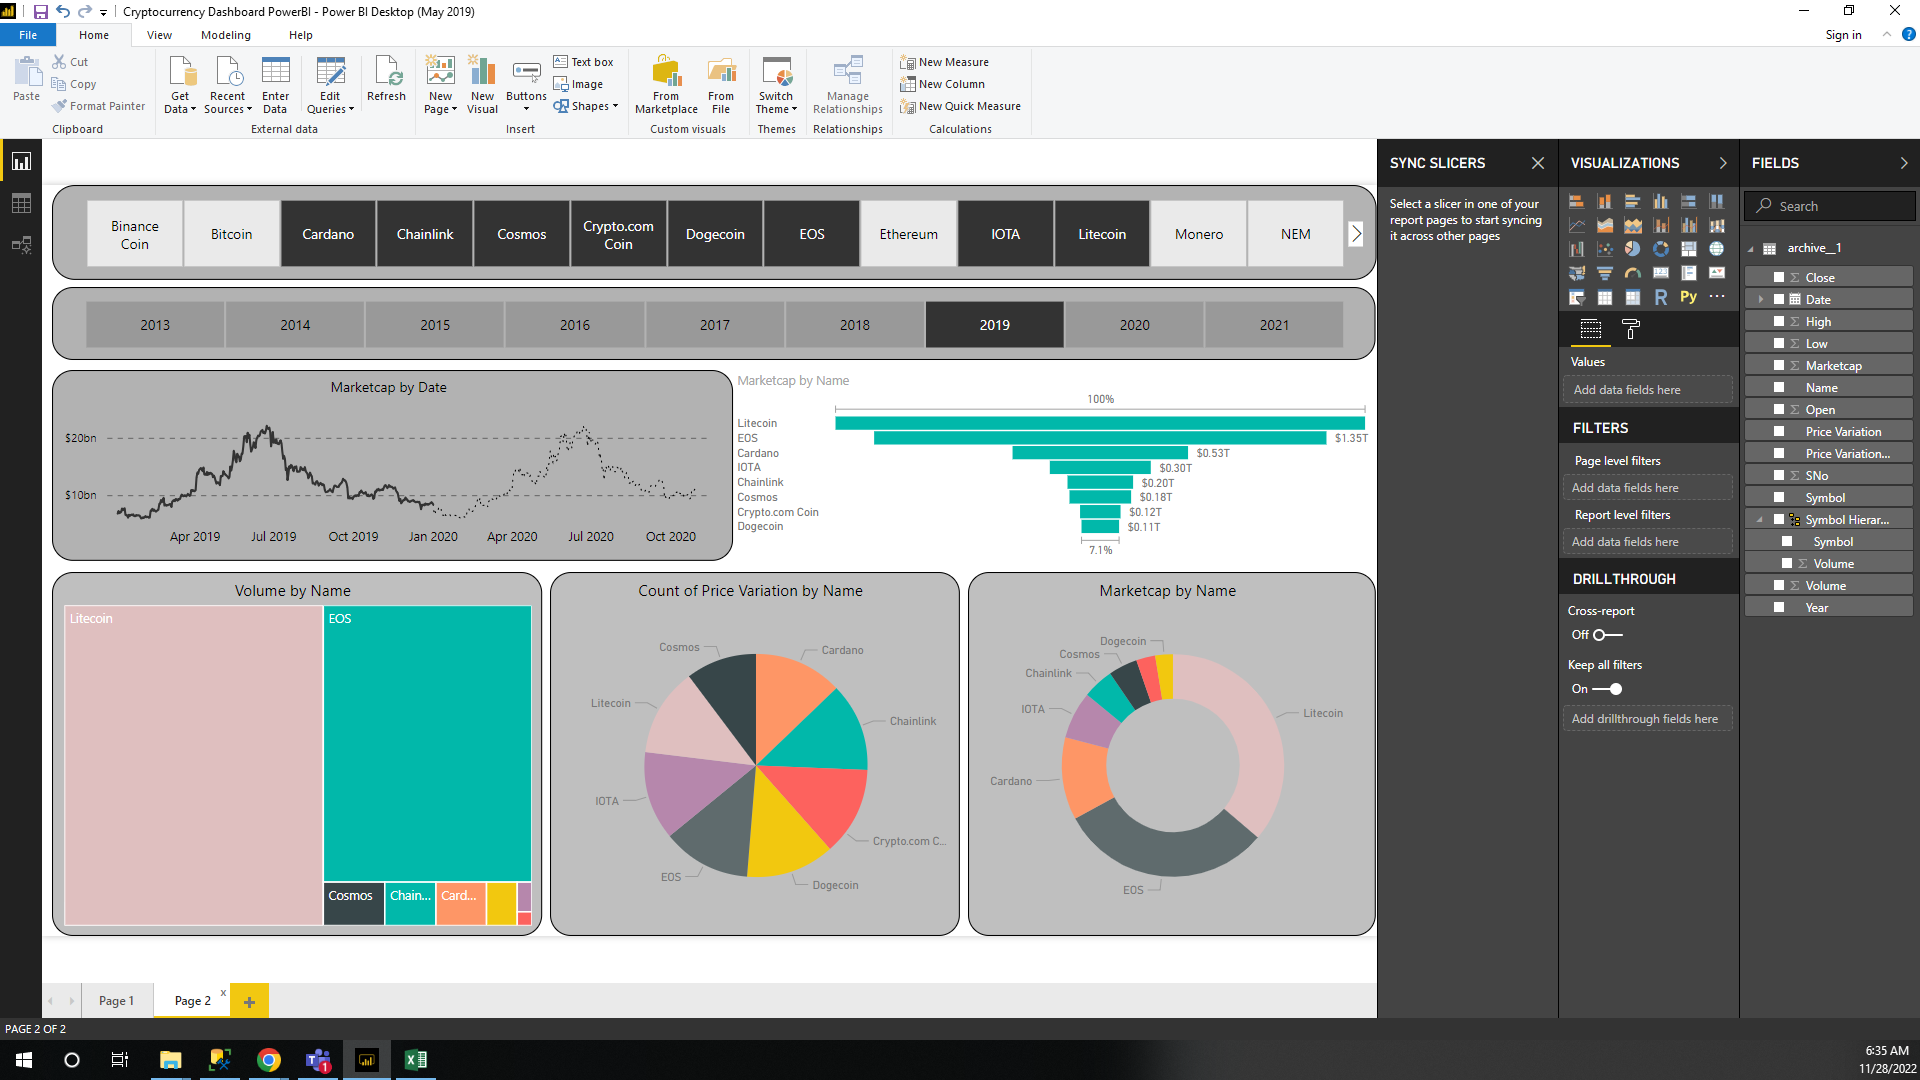 Cryptocurrency Dashboard PowerBI - Power BI Desktop (May 2019)
File
Home
View
Modeling
Help
Sign in
Paste
Cut
Copy
Format Painter
Clipboard
Get Data
Recent Sources
Enter Data
Edit Queries
External data
Refresh
New Page
New Visual
Buttons
Text box
Image
Shapes
Insert
From Marketplace
From File
Custom visuals
Switch Theme
Themes
Manage Relationships
Relationships
New Measure
New Column
New Quick Measure
Calculations
Binance Coin
Bitcoin
Cardano
Chainlink
Cosmos
Crypto.com Coin
Dogecoin
EOS
Ethereum
IOTA
Litecoin
Monero
NEM
2013
2014
2015
2016
2017
2018
2019
2020
2021
Marketcap by Date
$20bn
$10bn
Apr 2019
Jul 2019
Oct 2019
Jan 2020
Apr 2020
Jul 2020
Oct 2020
Marketcap by Name
100%
Litecoin
EOS $1.35T
Cardano $0.53T
IOTA $0.30T
Chainlink $0.20T
Cosmos $0.18T
Crypto.com Coin $0.12T
Dogecoin $0.11T
7.1%
Volume by Name
Litecoin
EOS
Cosmos
Chain...
Card...
Count of Price Variation by Name
Cosmos
Cardano
Litecoin
Chainlink
IOTA
Crypto.com C...
EOS
Dogecoin
Marketcap by Name
Dogecoin
Cosmos
Chainlink
IOTA
Litecoin
Cardano
EOS
SYNC SLICERS
Select a slicer in one of your
report pages to start syncing
it across other pages
VISUALIZATIONS
R
Py
Values
Add data fields here
FILTERS
Page level filters
Add data fields here
Report level filters
Add data fields here
DRILLTHROUGH
Cross-report
Off
Keep all filters
On
Add drillthrough fields here
FIELDS
Search
archive__1
Close
Date
High
Low
Marketcap
Name
Open
Price Variation
Price Variation...
SNo
Symbol
Symbol Hierar...
Symbol
Volume
Volume
Year
Page 1
Page 2
PAGE 2 OF 2
1
6:35 AM
11/28/2022